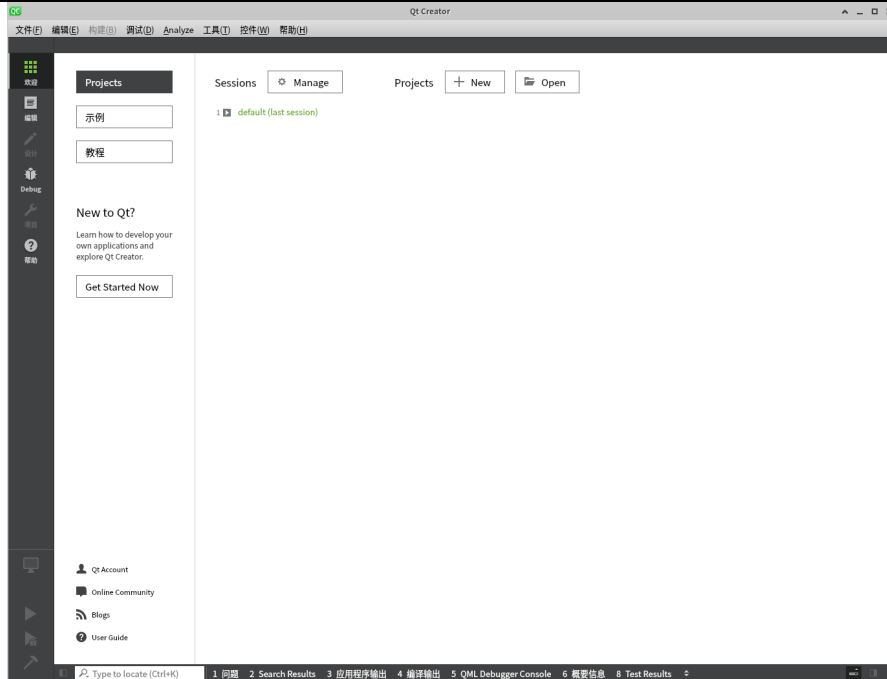 QC Qt Creator
文件(F) 编辑(E) 构建(B) 调试(D) Analyze 工具(T) 控件(W) 帮助(H)
欢迎
编辑
设计
Debug
项目
帮助
Projects
示例
教程
New to Qt?
Learn how to develop your
own applications and
explore Qt Creator.
Get Started Now
Qt Account
Online Community
Blogs
User Guide
Sessions Manage Projects New Open
1 default (last session)
Type to locate (Ctrl+K) 1 问题 2 Search Results 3 应用程序输出 4 编译输出 5 QML Debugger Console 6 概要信息 8 Test Results